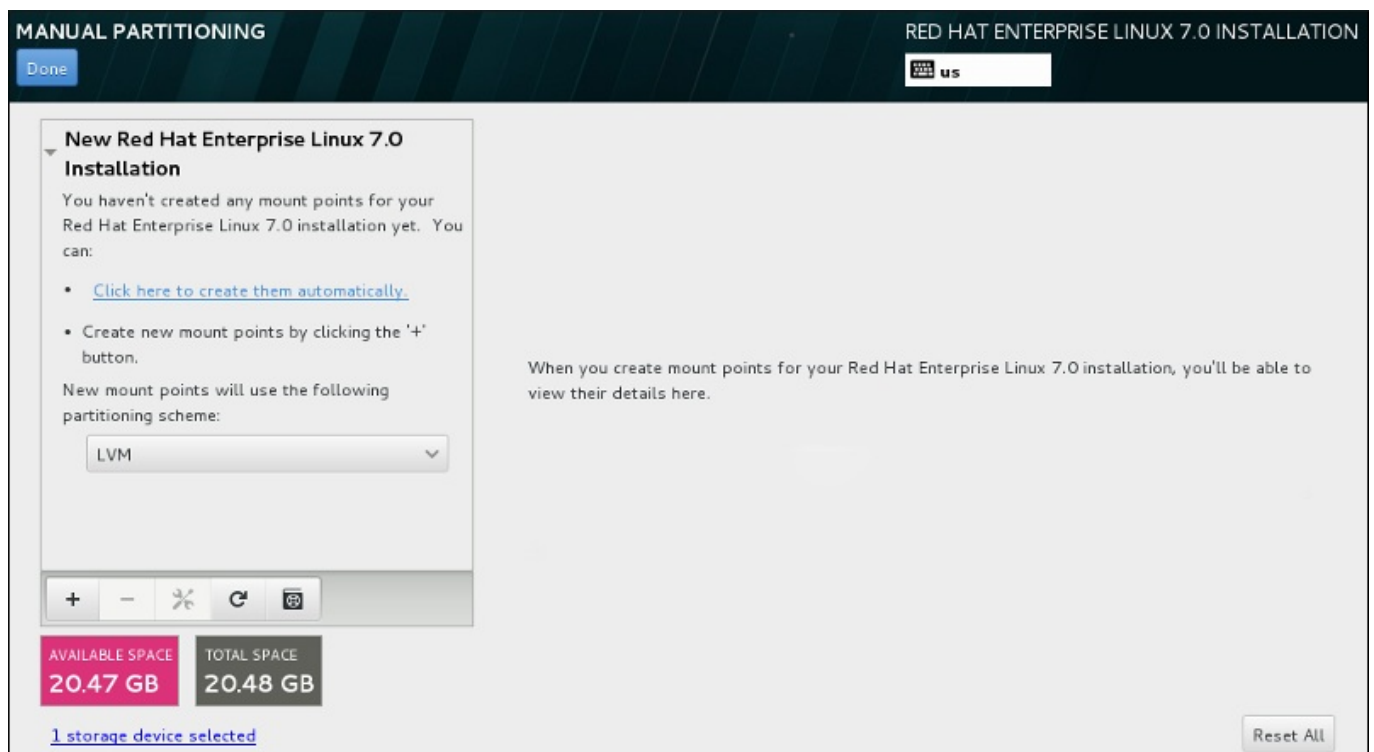 MANUAL PARTITIONING
RED HAT ENTERPRISE LINUX 7.0 INSTALLATION
Done
us
New Red Hat Enterprise Linux 7.0
Installation
You haven't created any mount points for your
Red Hat Enterprise Linux 7.0 installation yet.  You
can:
• Click here to create them automatically.
• Create new mount points by clicking the '+'
button.
New mount points will use the following
partitioning scheme:
LVM
When you create mount points for your Red Hat Enterprise Linux 7.0 installation, you'll be able to
view their details here.
+ −
AVAILABLE SPACE
20.47 GB
TOTAL SPACE
20.48 GB
1 storage device selected
Reset All